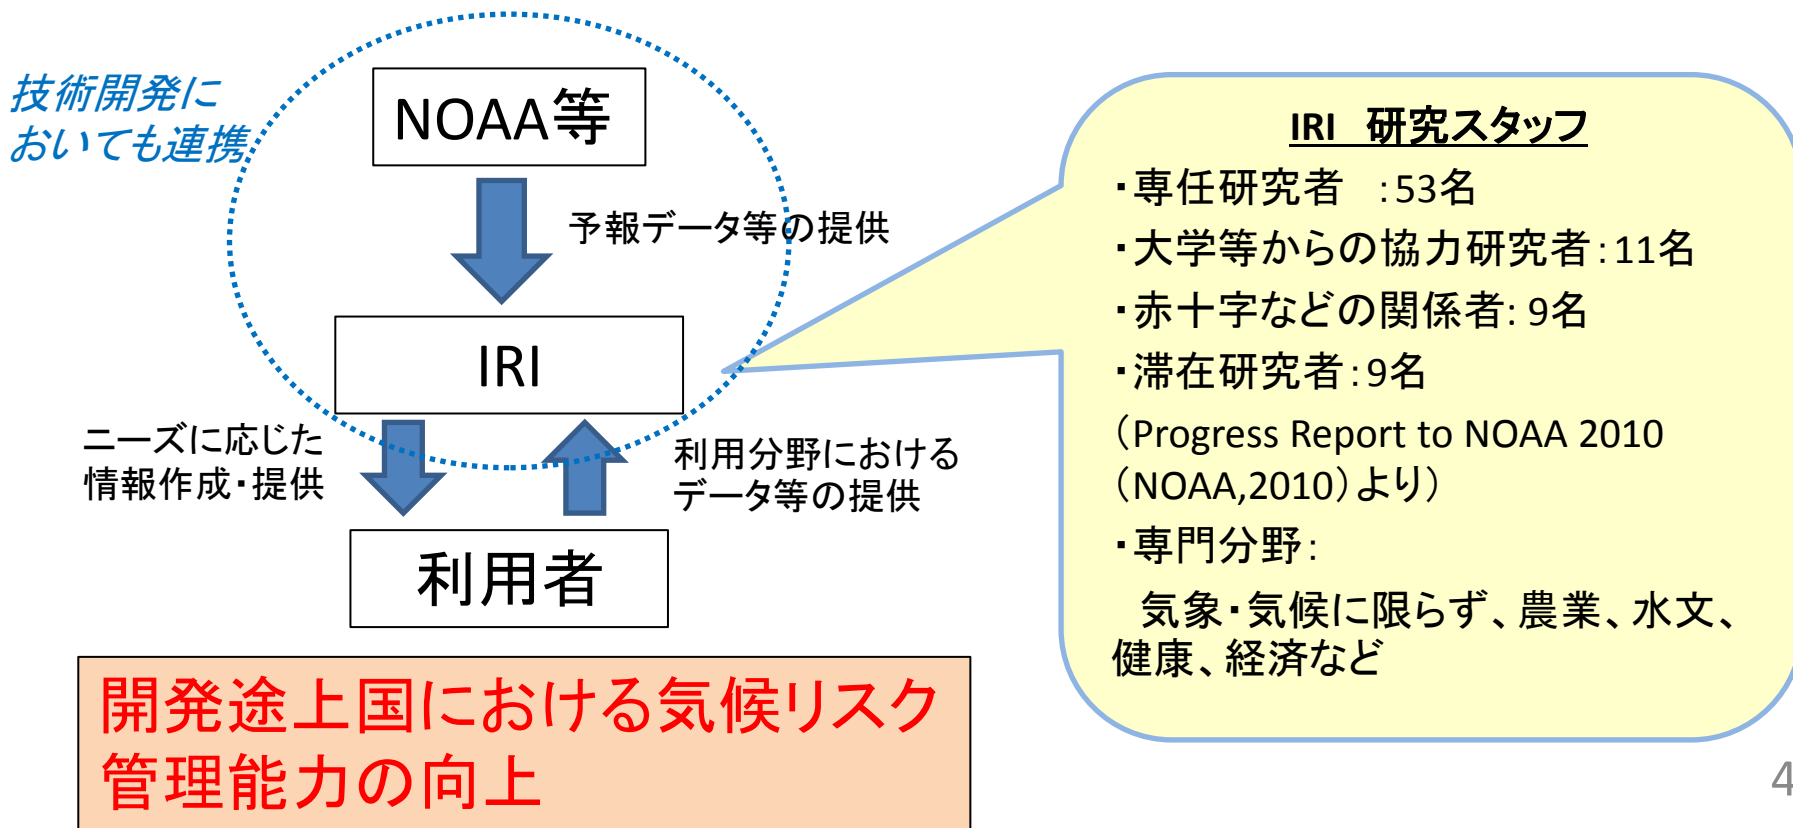 技術開発に
おいても連携
NOAA等
予報データ等の提供
IRI
ニーズに応じた
情報作成・提供
利用分野における
データ等の提供
利用者
開発途上国における気候リスク
管理能力の向上
IRI　研究スタッフ
・専任研究者　：53名
・大学等からの協力研究者：11名
・赤十字などの関係者: 9名
・滞在研究者：9名
（Progress Report to NOAA 2010
（NOAA,2010）より）
・専門分野：
　気象・気候に限らず、農業、水文、
健康、経済など
4